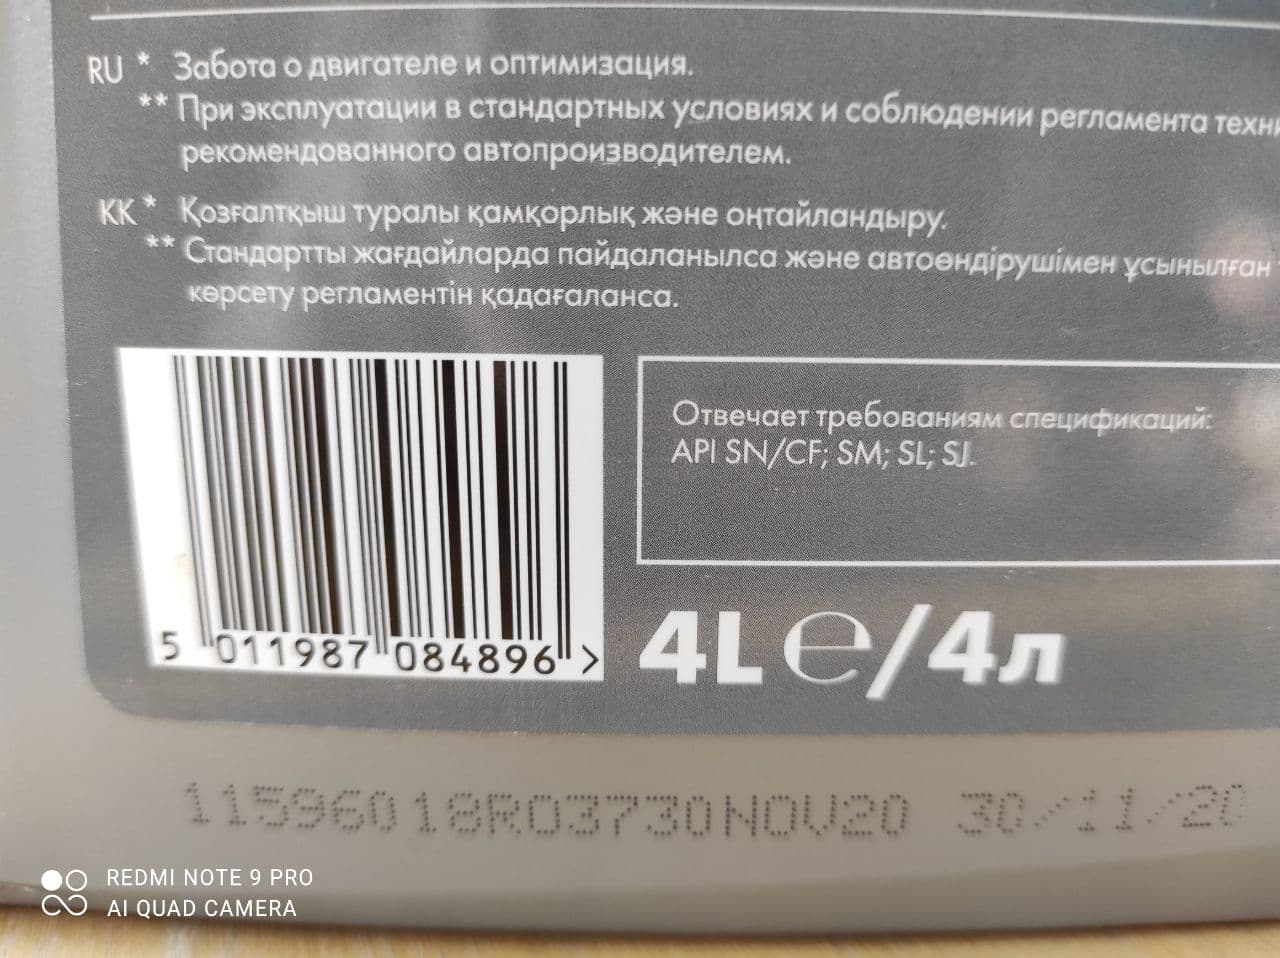 RU * Забота о двигателе и оптимизация.
** При эксплуатации в стандартных условиях и соблюдении регламента техни
рекомендованного автопроизводителем.
KK * Қозғалтқыш туралы қамқорлық және оңтайландыру.
** Стандартты жағдайларда пайдаланылса және автоөндірушімен ұсынылған
көрсету регламентін қадағаланса.
Отвечает требованиям спецификаций:
API SN/CF; SM; SL; SJ.
5 011987 084896 >
4L e/4л
11596018R03730NOV20 30/11/20
REDMI NOTE 9 PRO
AI QUAD CAMERA